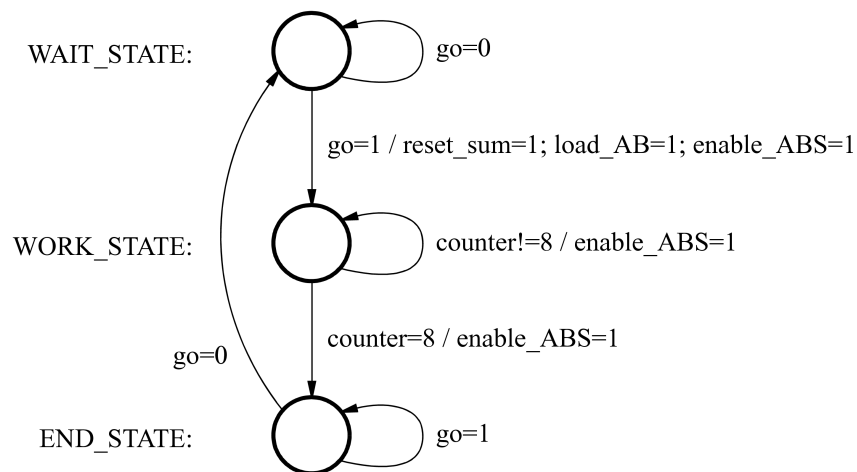 WAIT_STATE:
go=0
go=1 / reset_sum=1; load_AB=1; enable_ABS=1
WORK_STATE:
counter!=8 / enable_ABS=1
counter=8 / enable_ABS=1
go=0
END_STATE:
go=1